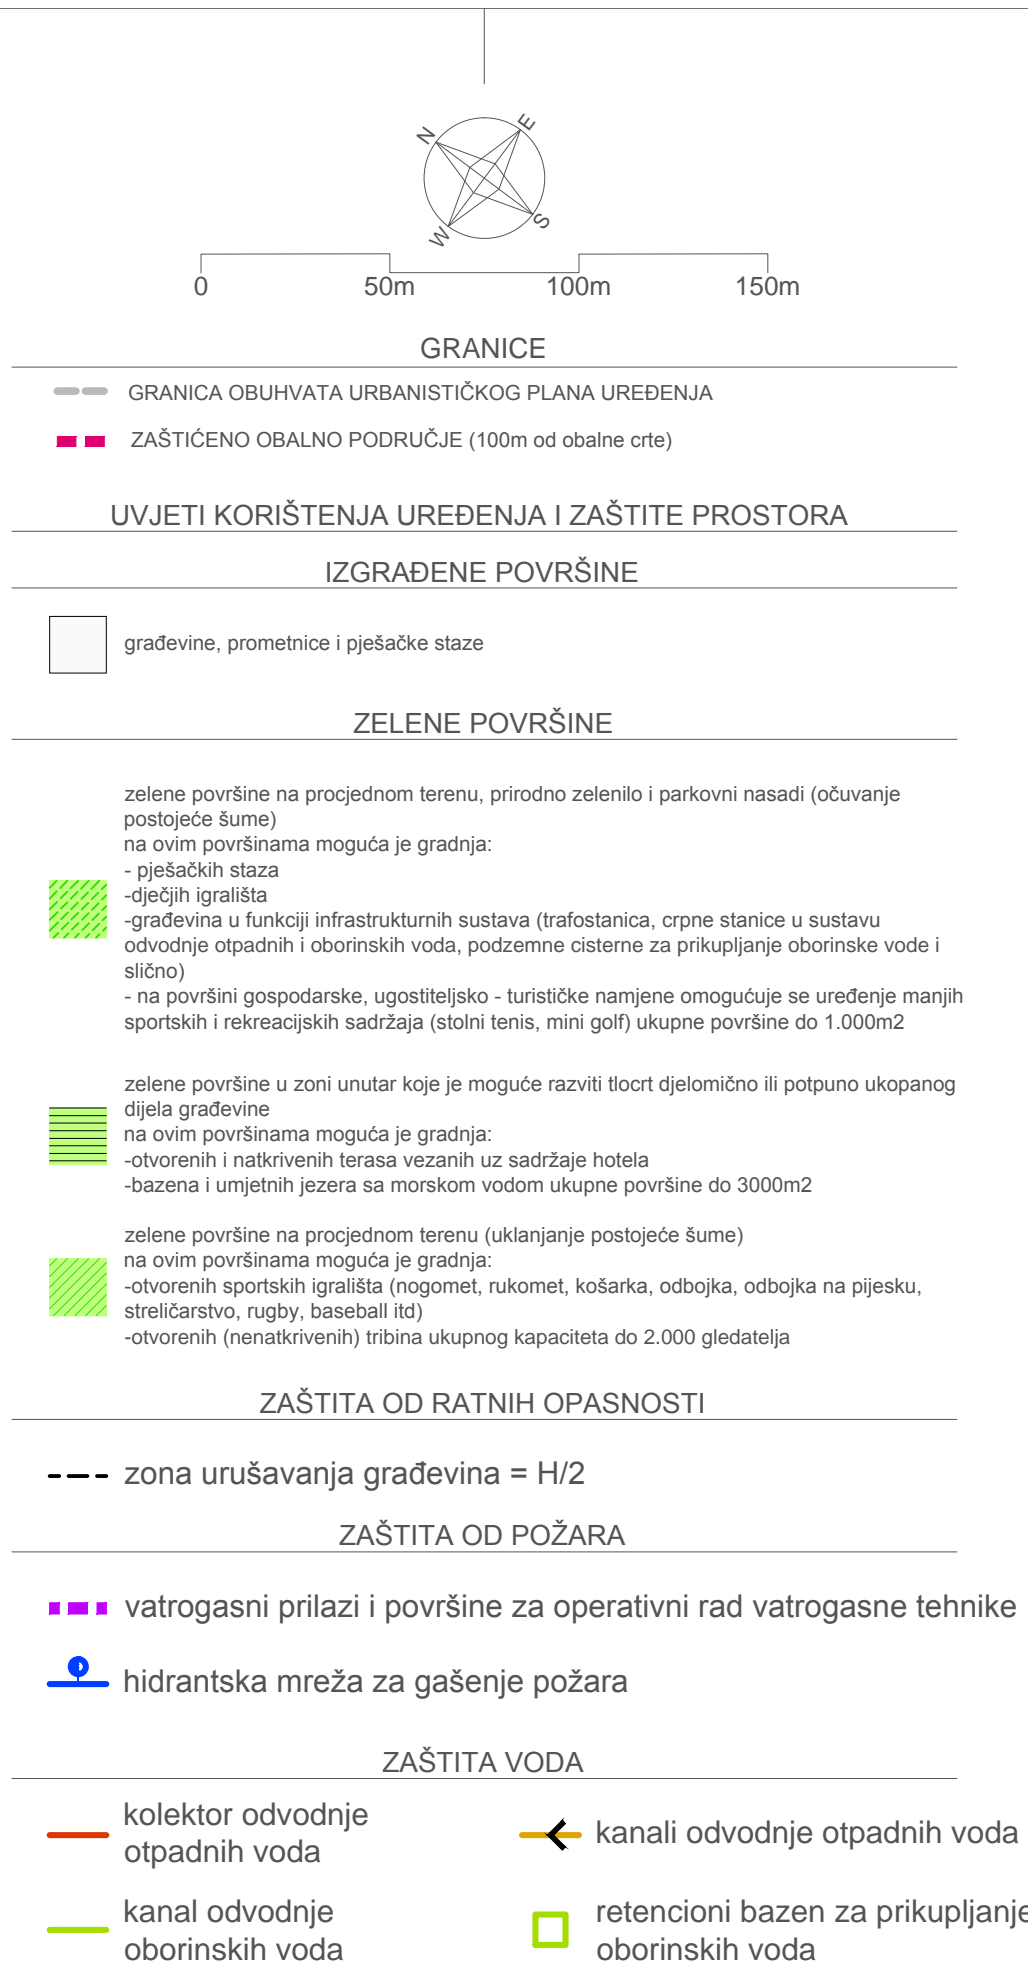 N
E
W
S
0 50m 100m 150m
GRANICE
GRANICA OBUHVATA URBANISTIČKOG PLANA UREĐENJA
ZAŠTIĆENO OBALNO PODRUČJE (100m od obalne crte)
UVJETI KORIŠTENJA UREĐENJA I ZAŠTITE PROSTORA
IZGRAĐENE POVRŠINE
građevine, prometnice i pješačke staze
ZELENE POVRŠINE
zelene površine na procjednom terenu, prirodno zelenilo i parkovni nasadi (očuvanje
postojeće šume)
na ovim površinama moguća je gradnja:
- pješačkih staza
-dječjih igrališta
-građevina u funkciji infrastrukturnih sustava (trafostanica, crpne stanice u sustavu
odvodnje otpadnih i oborinskih voda, podzemne cisterne za prikupljanje oborinske vode i
slično)
- na površini gospodarske, ugostiteljsko - turističke namjene omogućuje se uređenje manjih
sportskih i rekreacijskih sadržaja (stolni tenis, mini golf) ukupne površine do 1.000m2
zelene površine u zoni unutar koje je moguće razviti tlocrt djelomično ili potpuno ukopanog
dijela građevine
na ovim površinama moguća je gradnja:
-otvorenih i natkrivenih terasa vezanih uz sadržaje hotela
-bazena i umjetnih jezera sa morskom vodom ukupne površine do 3000m2
zelene površine na procjednom terenu (uklanjanje postojeće šume)
na ovim površinama moguća je gradnja:
-otvorenih sportskih igrališta (nogomet, rukomet, košarka, odbojka, odbojka na pijesku,
streličarstvo, rugby, baseball itd)
-otvorenih (nenatkrivenih) tribina ukupnog kapaciteta do 2.000 gledatelja
ZAŠTITA OD RATNIH OPASNOSTI
zona urušavanja građevina = H/2
ZAŠTITA OD POŽARA
vatrogasni prilazi i površine za operativni rad vatrogasne tehnike
hidrantska mreža za gašenje požara
ZAŠTITA VODA
kolektor odvodnje
otpadnih voda
kanali odvodnje otpadnih voda
kanal odvodnje
oborinskih voda
retencioni bazen za prikupljanje
oborinskih voda